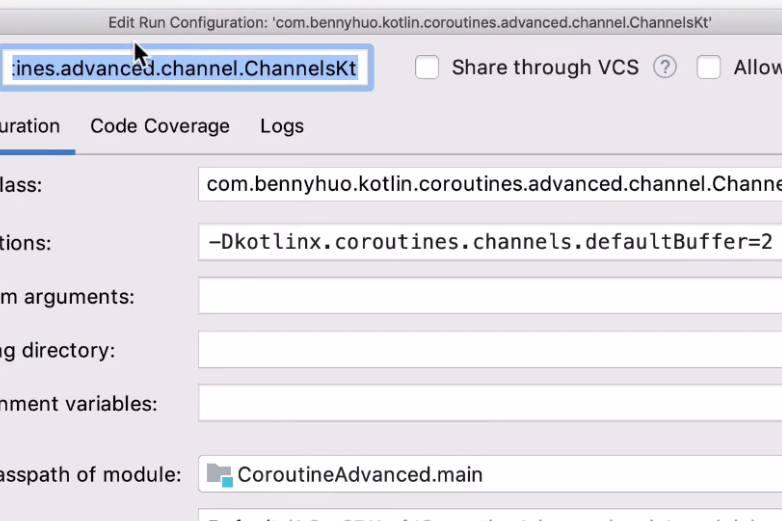 Edit Run Configuration: 'com.bennyhuo.kotlin.coroutines.advanced.channel.ChannelsKt'
ines.advanced.channel.ChannelsKt
Share through VCS ?
Allow
uration Code Coverage Logs
lass: com.bennyhuo.kotlin.coroutines.advanced.channel.Channe
tions: -Dkotlinx.coroutines.channels.defaultBuffer=2
m arguments:
g directory:
nment variables:
asspath of module: CoroutineAdvanced.main